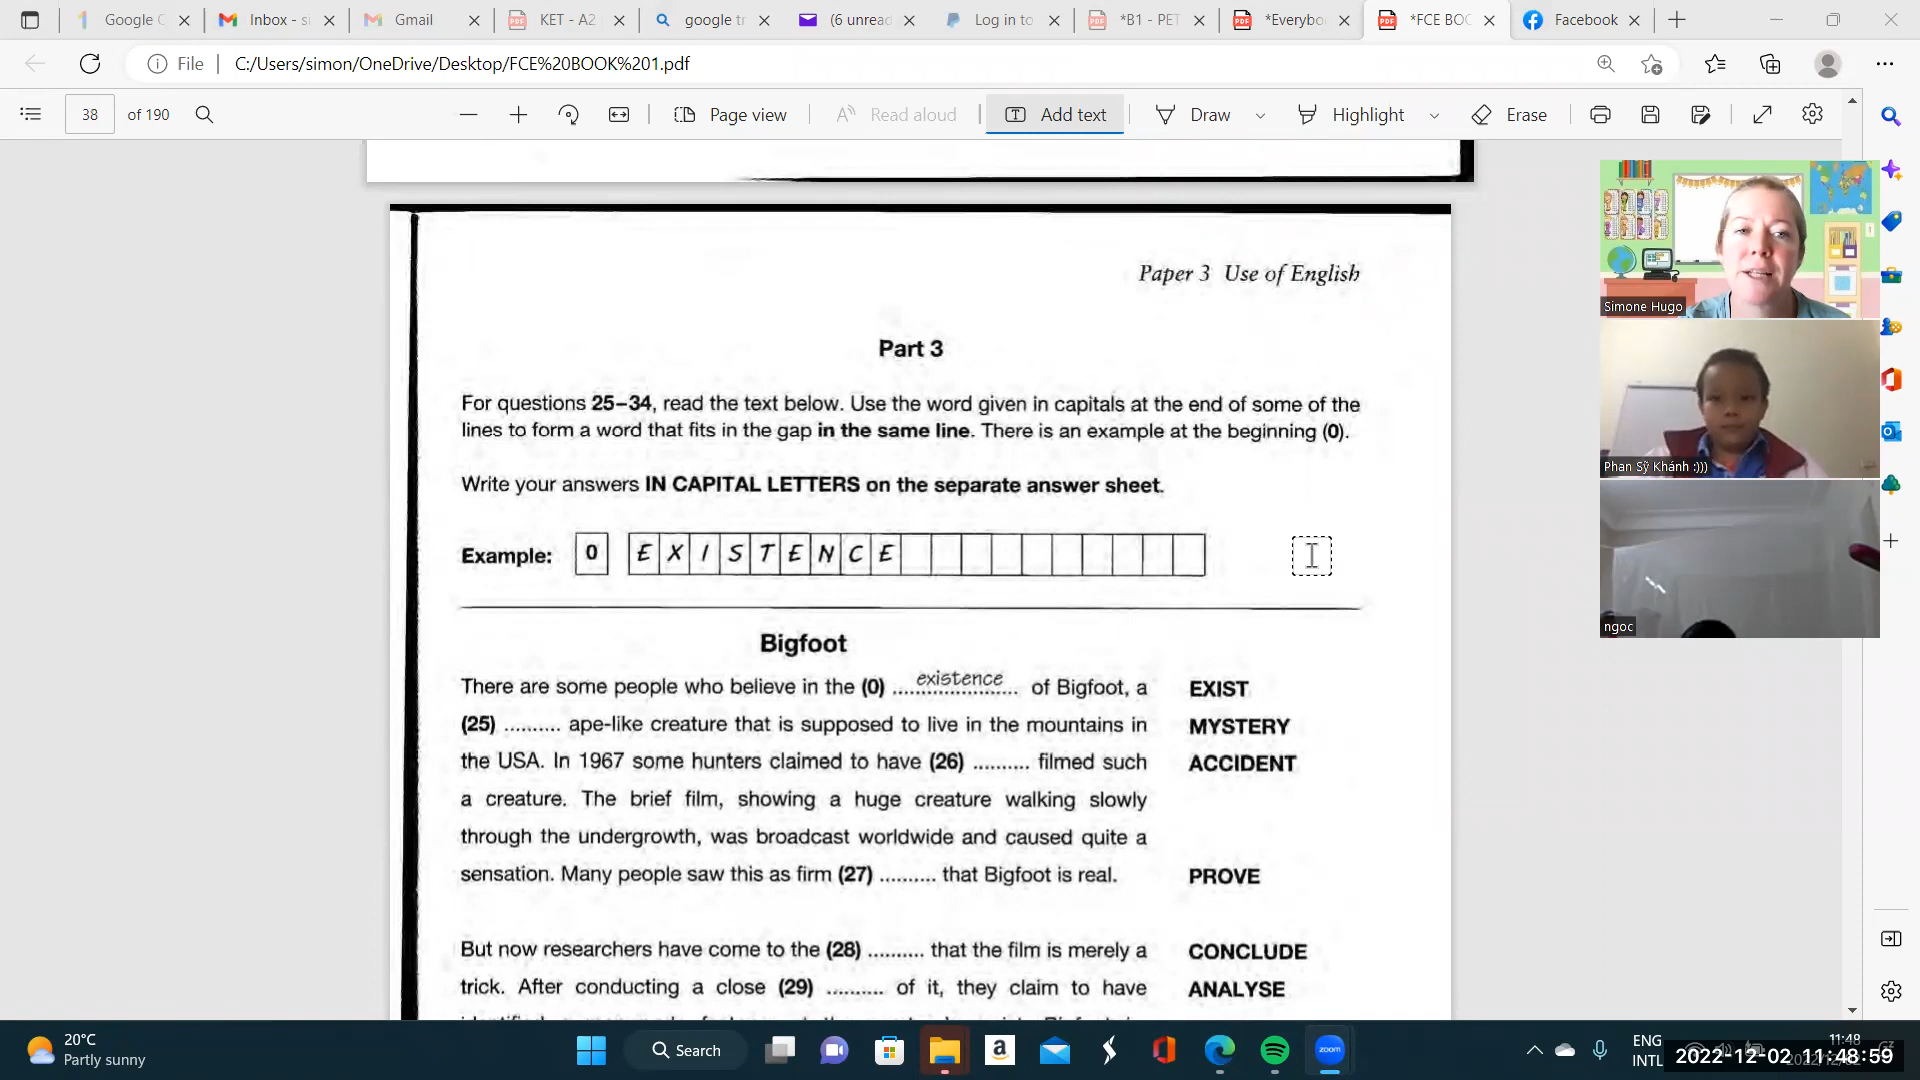 Google C
Inbox - si
Gmail
KET - A2
google tr
(6 unread
Log in to
*B1 - PET
*Everybo
*FCE BOO
Facebook
File
C:/Users/simon/OneDrive/Desktop/FCE%20BOOK%201.pdf
38 of 190
Page view
Read aloud
Add text
Draw
Highlight
Erase
Paper 3 Use of English
Part 3
For questions 25–34, read the text below. Use the word given in capitals at the end of some of the
lines to form a word that fits in the gap in the same line. There is an example at the beginning (0).
Write your answers IN CAPITAL LETTERS on the separate answer sheet.
Example: 0 EXISTENCE
Bigfoot
There are some people who believe in the (0) existence of Bigfoot, a EXIST
(25) .......... ape-like creature that is supposed to live in the mountains in MYSTERY
the USA. In 1967 some hunters claimed to have (26) .......... filmed such ACCIDENT
a creature. The brief film, showing a huge creature walking slowly
through the undergrowth, was broadcast worldwide and caused quite a
sensation. Many people saw this as firm (27) .......... that Bigfoot is real. PROVE
But now researchers have come to the (28) .......... that the film is merely a CONCLUDE
trick. After conducting a close (29) .......... of it, they claim to have ANALYSE
Simone Hugo
Phan Sỹ Khánh :)))
ngoc
20°C
Partly sunny
Search
zoom
ENG
INTL
11:48
2022-12-02 11:48:59